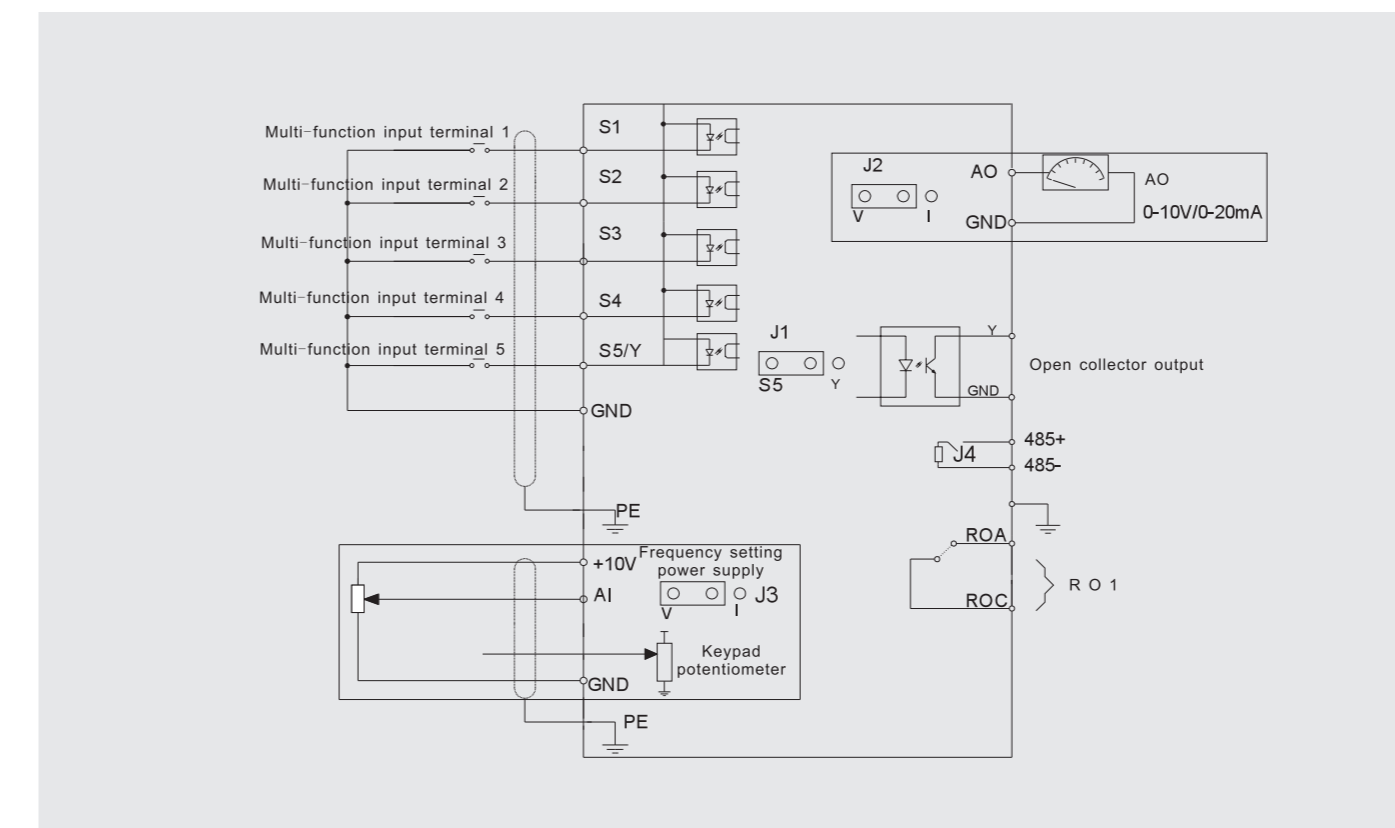 Multi-function input terminal 1
S1
Multi-function input terminal 2
S2
Multi-function input terminal 3
S3
Multi-function input terminal 4
S4
Multi-function input terminal 5
S5/Y
GND
PE
J1
S5
Y
J2
V
I
AO
GND
AO
0-10V/0-20mA
Y
GND
Open collector output
J4
485+
485-
ROA
ROC
RO1
+10V
Frequency setting
power supply
AI
J3
V
I
Keypad
potentiometer
GND
PE